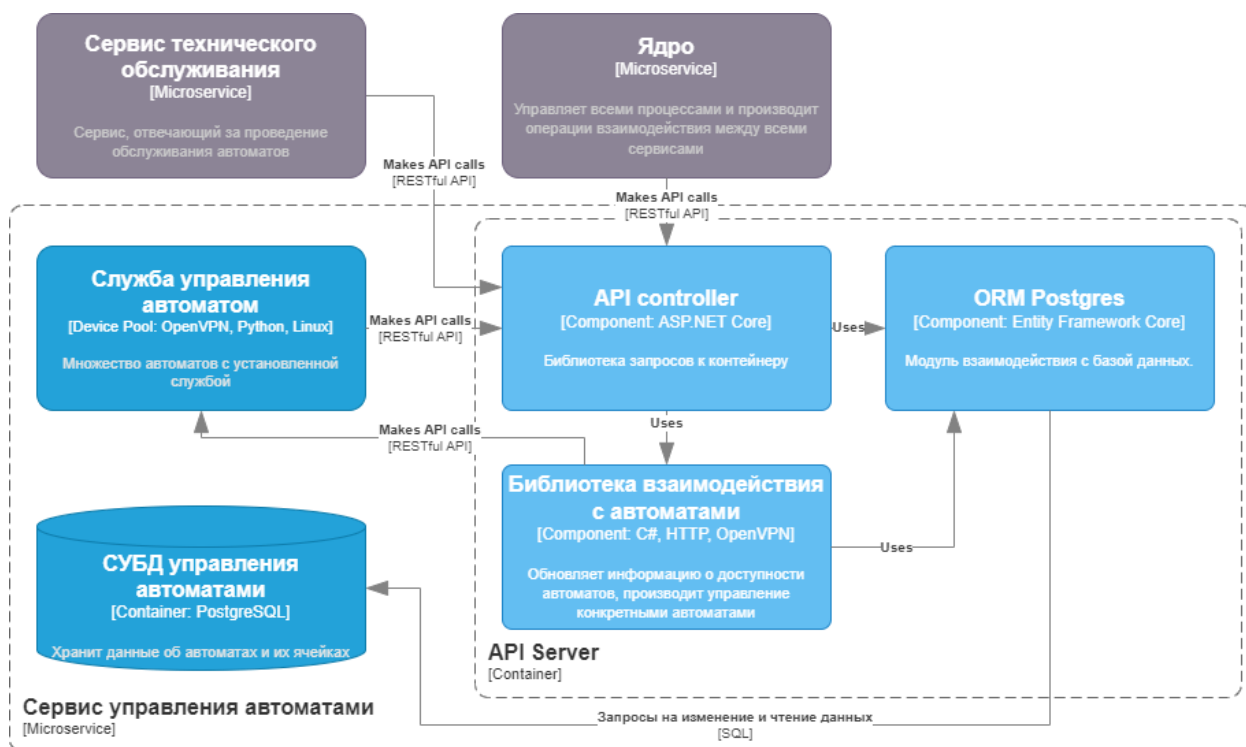 Сервис технического
обслуживания
[Microservice]
Сервис, отвечающий за проведение
обслуживания автоматов
Ядро
[Microservice]
Управляет всеми процессами и производит
операции взаимодействия между всеми
сервисами
Makes API calls
[RESTful API]
Makes API calls
[RESTful API]
Служба управления
автоматом
[Device Pool: OpenVPN, Python, Linux]
Множество автоматов с установленной
службой
Makes API calls
[RESTful API]
API controller
[Component: ASP.NET Core]
Библиотека запросов к контейнеру
Uses
ORM Postgres
[Component: Entity Framework Core]
Модуль взаимодействия с базой данных.
Makes API calls
[RESTful API]
Uses
Библиотека взаимодействия
с автоматами
[Component: C#, HTTP, OpenVPN]
Обновляет информацию о доступности
автоматов, производит управление
конкретными автоматами
Uses
СУБД управления
автоматами
[Container: PostgreSQL]
Хранит данные об автоматах и их ячейках
API Server
[Container]
Сервис управления автоматами
[Microservice]
Запросы на изменение и чтение данных
[SQL]